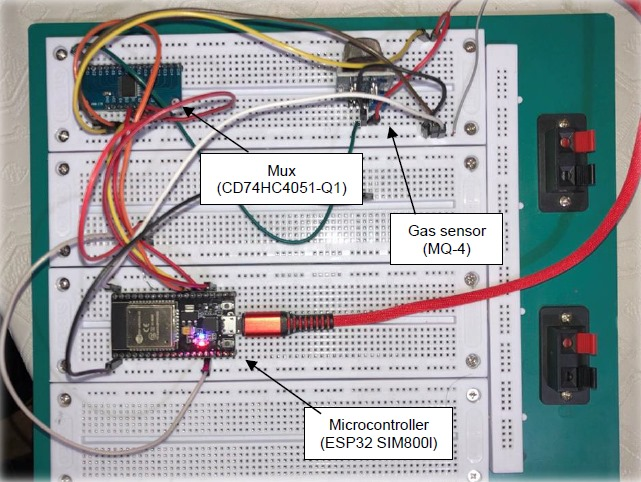 Mux
(CD74HC4051-Q1)
Gas sensor
(MQ-4)
Microcontroller
(ESP32 SIM800l)